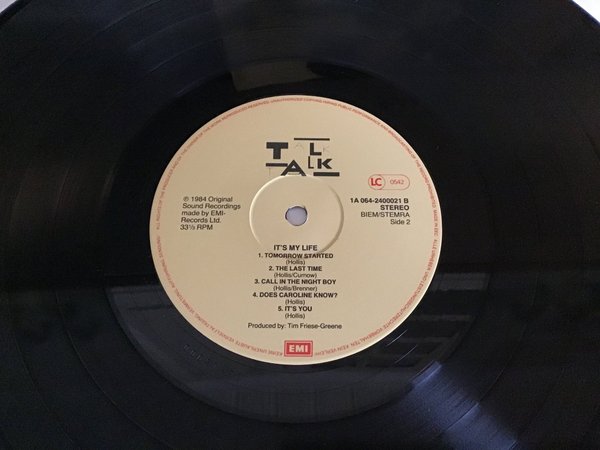 TALK TALK
℗ 1984 Original
Sound Recordings
made by EMI-
Records Ltd.
33⅓ RPM
LC 0542
1A 064-2400021 B
STEREO
BIEM/STEMRA
Side 2
IT'S MY LIFE
1. TOMORROW STARTED
(Hollis)
2. THE LAST TIME
(Hollis/Curnow)
3. CALL IN THE NIGHT BOY
(Hollis/Brenner)
4. DOES CAROLINE KNOW?
(Hollis)
5. IT'S YOU
(Hollis)
Produced by: Tim Friese-Greene
EMI